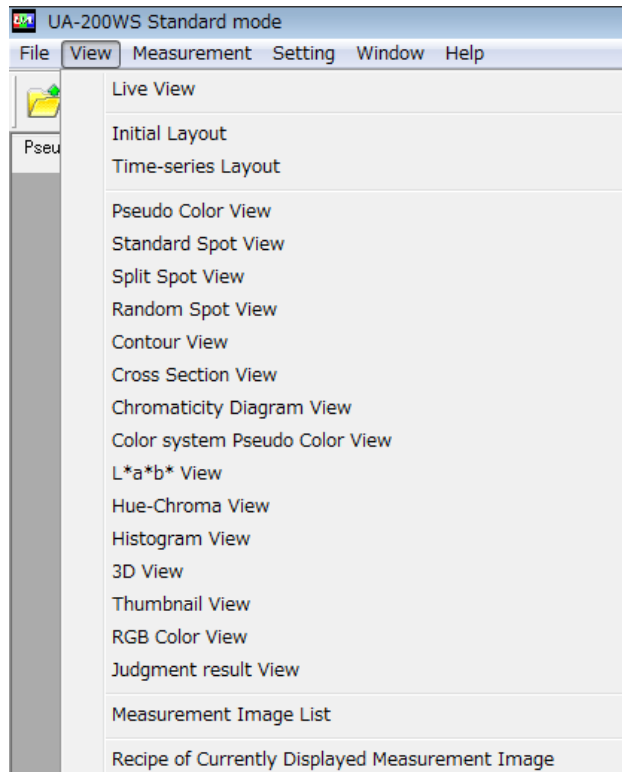 UA-200WS Standard mode
File View Measurement Setting Window Help
Live View
Initial Layout
Pseu
Time-series Layout
Pseudo Color View
Standard Spot View
Split Spot View
Random Spot View
Contour View
Cross Section View
Chromaticity Diagram View
Color system Pseudo Color View
L*a*b* View
Hue-Chroma View
Histogram View
3D View
Thumbnail View
RGB Color View
Judgment result View
Measurement Image List
Recipe of Currently Displayed Measurement Image